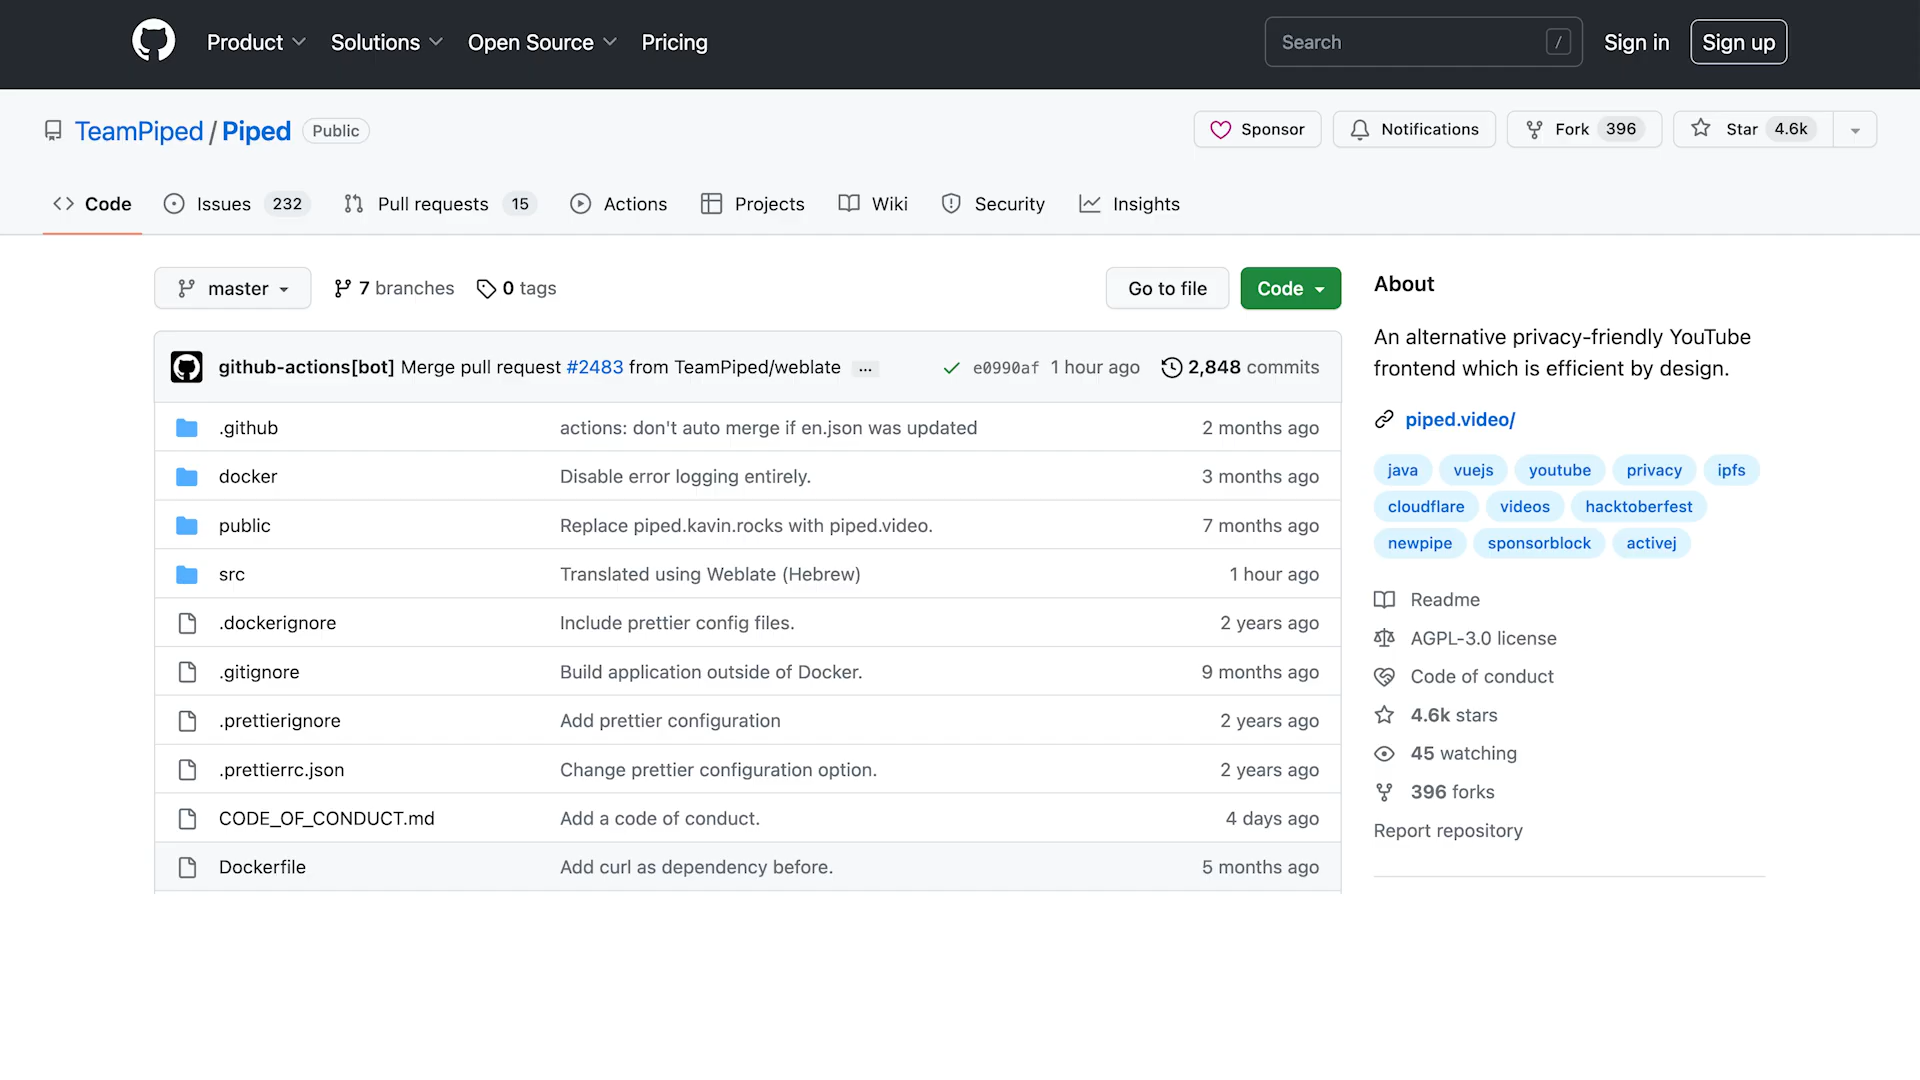 Product Solutions Open Source Pricing Search / Sign in Sign up
TeamPiped / Piped Public Sponsor Notifications Fork 396 Star 4.6k
Code Issues 232 Pull requests 15 Actions Projects Wiki Security Insights
master 7 branches 0 tags Go to file Code
github-actions[bot] Merge pull request #2483 from TeamPiped/weblate ... e0990af 1 hour ago 2,848 commits
.github actions: don't auto merge if en.json was updated 2 months ago
docker Disable error logging entirely. 3 months ago
public Replace piped.kavin.rocks with piped.video. 7 months ago
src Translated using Weblate (Hebrew) 1 hour ago
.dockerignore Include prettier config files. 2 years ago
.gitignore Build application outside of Docker. 9 months ago
.prettierignore Add prettier configuration 2 years ago
.prettierrc.json Change prettier configuration option. 2 years ago
CODE_OF_CONDUCT.md Add a code of conduct. 4 days ago
Dockerfile Add curl as dependency before. 5 months ago
About
An alternative privacy-friendly YouTube
frontend which is efficient by design.
piped.video/
java vuejs youtube privacy ipfs
cloudflare videos hacktoberfest
newpipe sponsorblock activej
Readme
AGPL-3.0 license
Code of conduct
4.6k stars
45 watching
396 forks
Report repository